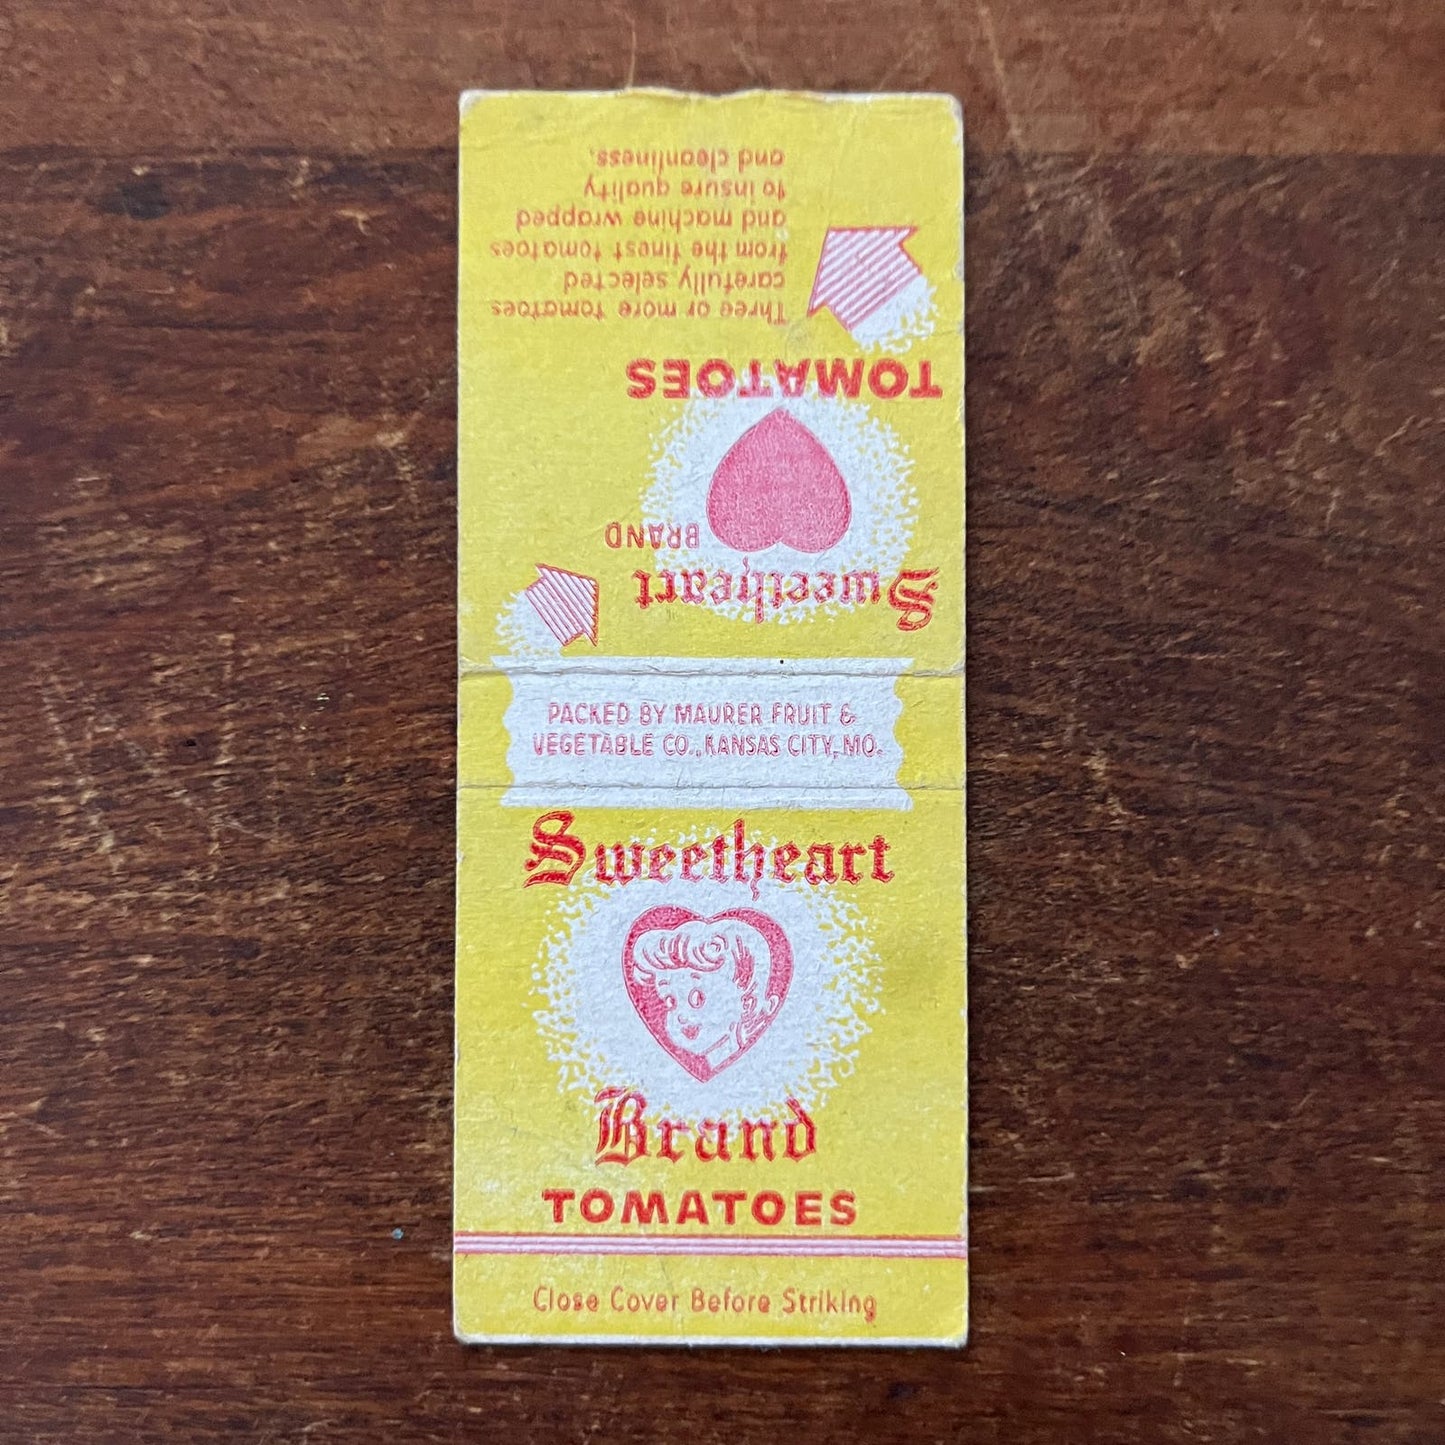 Sweetheart
BRAND
TOMATOES
Three or more tomatoes
carefully selected
from the finest tomatoes
and machine wrapped
to insure quality
and cleanliness.
PACKED BY MAURER FRUIT &
VEGETABLE CO., KANSAS CITY, MO.
Sweetheart
Brand
TOMATOES
Close Cover Before Striking